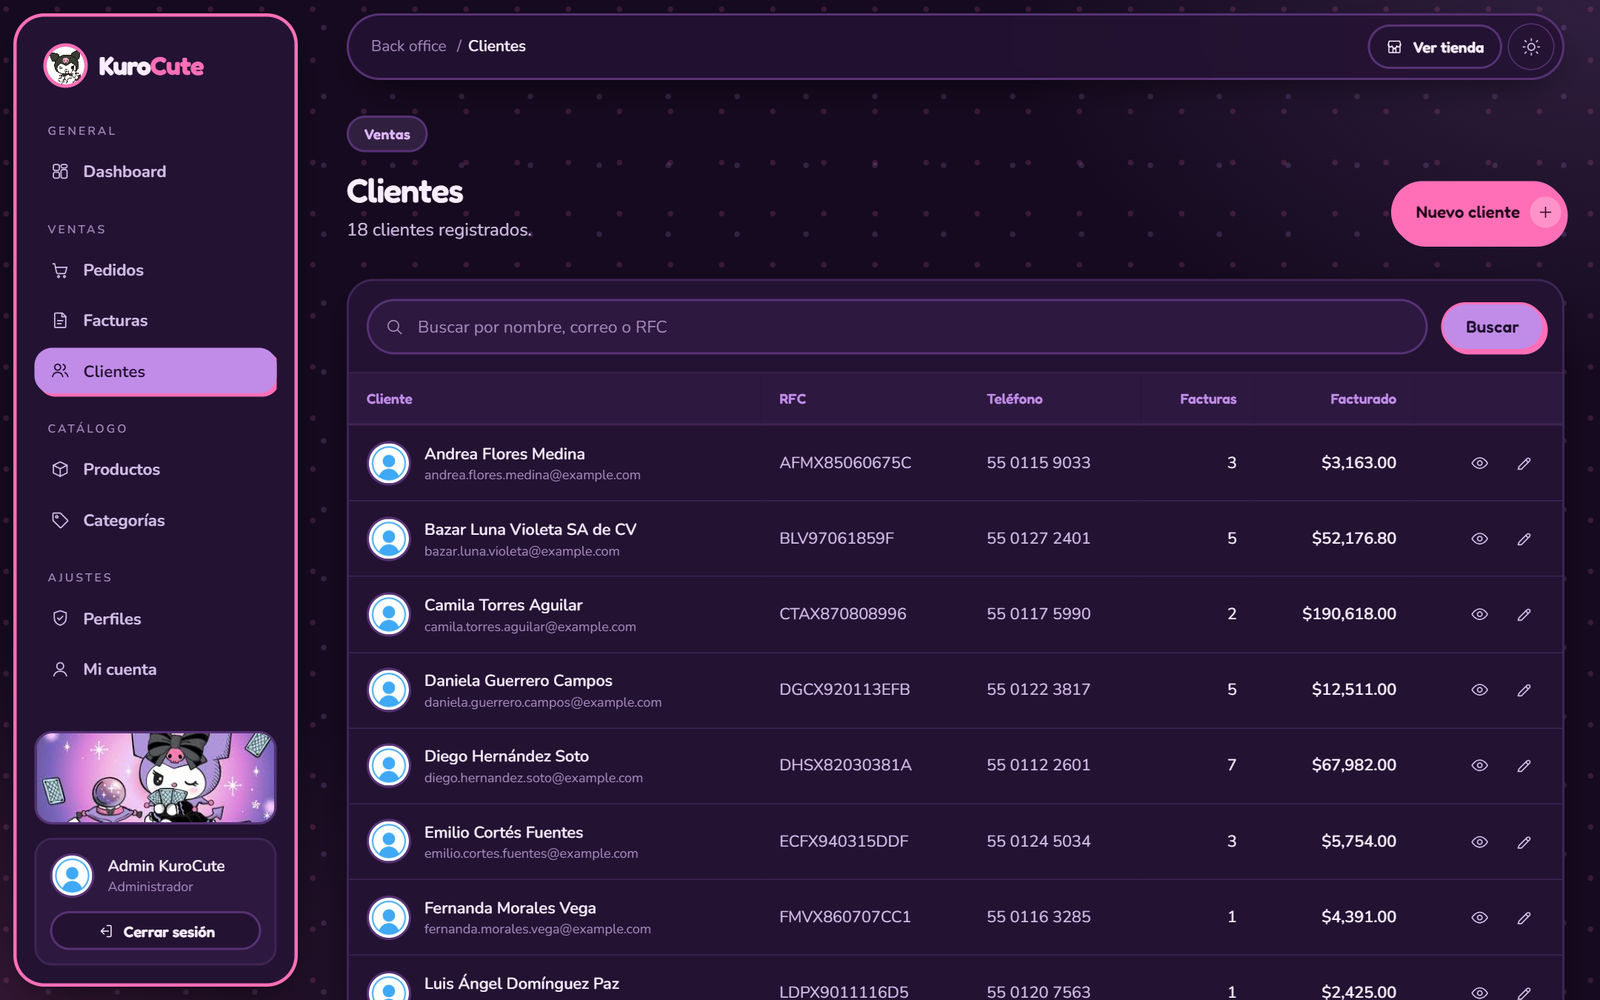 KuroCute
GENERAL
Dashboard
VENTAS
Pedidos
Facturas
Clientes
CATÁLOGO
Productos
Categorías
AJUSTES
Perfiles
Mi cuenta
Admin KuroCute
Administrador
Cerrar sesión
Back office / Clientes
Ver tienda
Ventas
Clientes
18 clientes registrados.
Nuevo cliente
Buscar por nombre, correo o RFC
Buscar
Cliente RFC Teléfono Facturas Facturado
Andrea Flores Medina
andrea.flores.medina@example.com
AFMX85060675C 55 0115 9033 3 $3,163.00
Bazar Luna Violeta SA de CV
bazar.luna.violeta@example.com
BLV97061859F 55 0127 2401 5 $52,176.80
Camila Torres Aguilar
camila.torres.aguilar@example.com
CTAX870808996 55 0117 5990 2 $190,618.00
Daniela Guerrero Campos
daniela.guerrero.campos@example.com
DGCX920113EFB 55 0122 3817 5 $12,511.00
Diego Hernández Soto
diego.hernandez.soto@example.com
DHSX82030381A 55 0112 2601 7 $67,982.00
Emilio Cortés Fuentes
emilio.cortes.fuentes@example.com
ECFX940315DDF 55 0124 5034 3 $5,754.00
Fernanda Morales Vega
fernanda.morales.vega@example.com
FMVX860707CC1 55 0116 3285 1 $4,391.00
Luis Ángel Domínguez Paz
LDPX9011116D5 55 0120 7563 1 $2,425.00